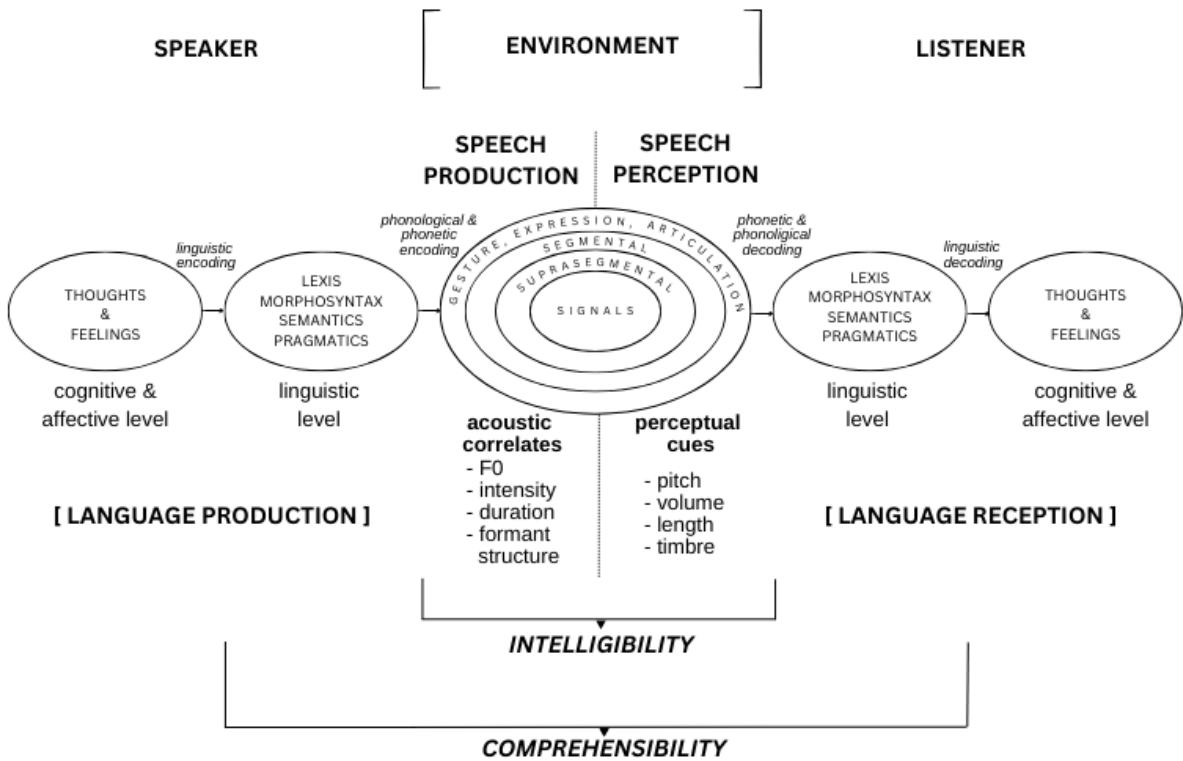 SPEAKER
ENVIRONMENT
LISTENER
SPEECH
PRODUCTION
SPEECH
PERCEPTION
linguistic
encoding
phonological &
phonetic
encoding
phonetic &
phonoligical
decoding
linguistic
decoding
THOUGHTS
&
FEELINGS
cognitive &
affective level
LEXIS
MORPHOSYNTAX
SEMANTICS
PRAGMATICS
linguistic
level
GESTURE, EXPRESSION, ARTICULATION
SEGMENTAL
SUPRASEGMENTAL
SIGNALS
LEXIS
MORPHOSYNTAX
SEMANTICS
PRAGMATICS
linguistic
level
THOUGHTS
&
FEELINGS
cognitive &
affective level
acoustic
correlates
- F0
- intensity
- duration
- formant
structure
perceptual
cues
- pitch
- volume
- length
- timbre
[ LANGUAGE PRODUCTION ]
[ LANGUAGE RECEPTION ]
INTELLIGIBILITY
COMPREHENSIBILITY